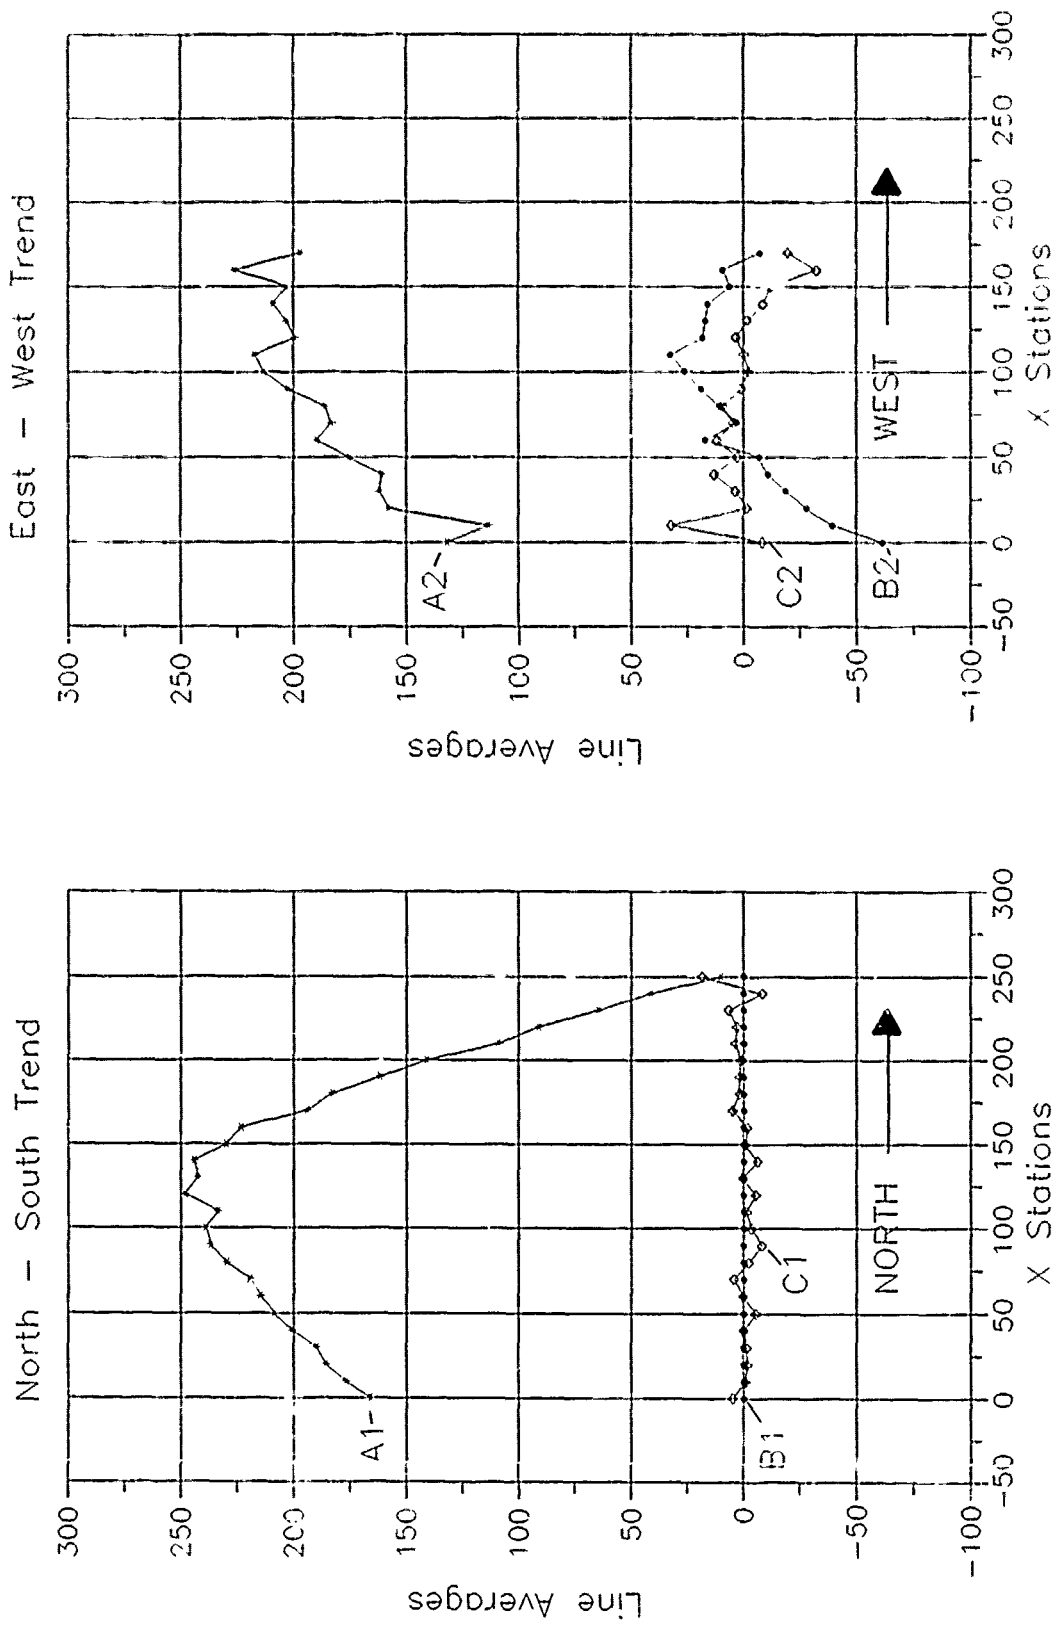 North – South Trend
300
250
200
150
100
50
0
-50
-100
Line Averages
-50 0 50 100 150 200 250 300
X Stations
A1
B1
C1
NORTH
East – West Trend
300
250
200
150
100
50
0
-50
-100
Line Averages
-50 0 50 100 150 200 250 300
X Stations
A2
C2
B2
WEST